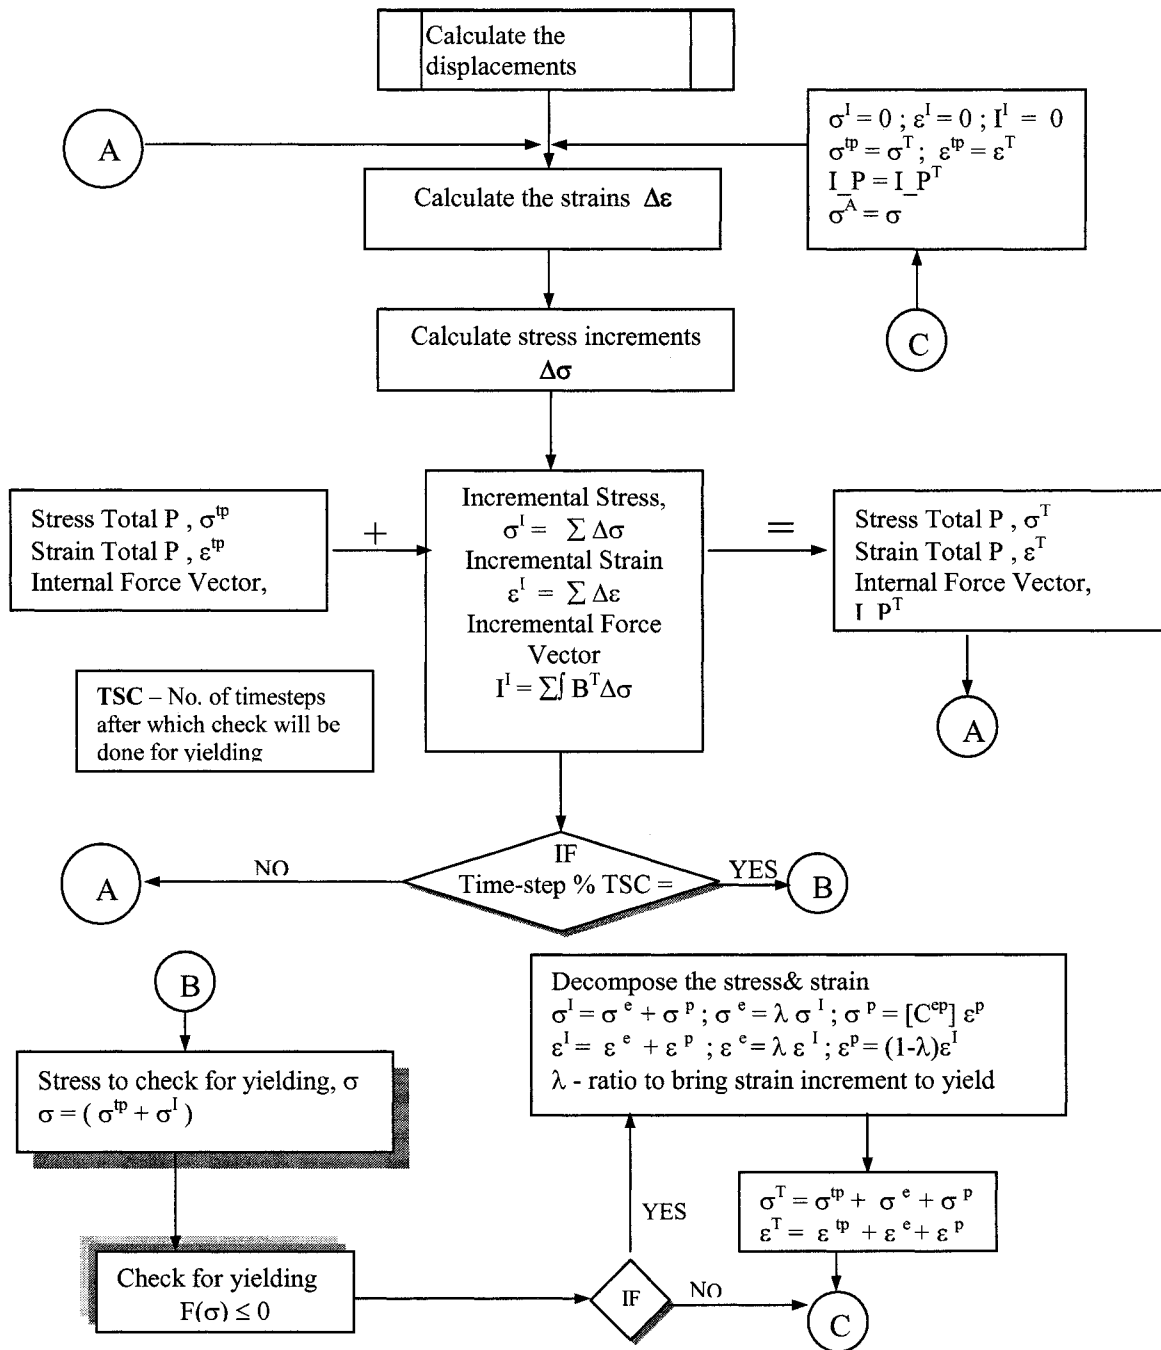 Calculate the
displacements
A
σ^I = 0 ; ε^I = 0 ; I^I = 0
σ^tp = σ^T ; ε^tp = ε^T
I_P = I_P^T
σ^A = σ
Calculate the strains Δε
Calculate stress increments
Δσ
C
Stress Total P , σ^tp
Strain Total P , ε^tp
Internal Force Vector,
+
Incremental Stress,
σ^I = ∑ Δσ
Incremental Strain
ε^I = ∑ Δε
Incremental Force
Vector
I^I = ∑∫ B^T Δσ
=
Stress Total P , σ^T
Strain Total P , ε^T
Internal Force Vector,
I_P^T
A
TSC – No. of timesteps
after which check will be
done for yielding
IF
Time-step % TSC =
NO
A
YES
B
B
Stress to check for yielding, σ
σ = ( σ^tp + σ^I )
Check for yielding
F(σ) ≤ 0
IF
YES
NO
Decompose the stress& strain
σ^I = σ^e + σ^p ; σ^e = λ σ^I ; σ^p = [C^ep] ε^p
ε^I = ε^e + ε^p ; ε^e = λ ε^I ; ε^p = (1-λ)ε^I
λ - ratio to bring strain increment to yield
σ^T = σ^tp + σ^e + σ^p
ε^T = ε^tp + ε^e + ε^p
C